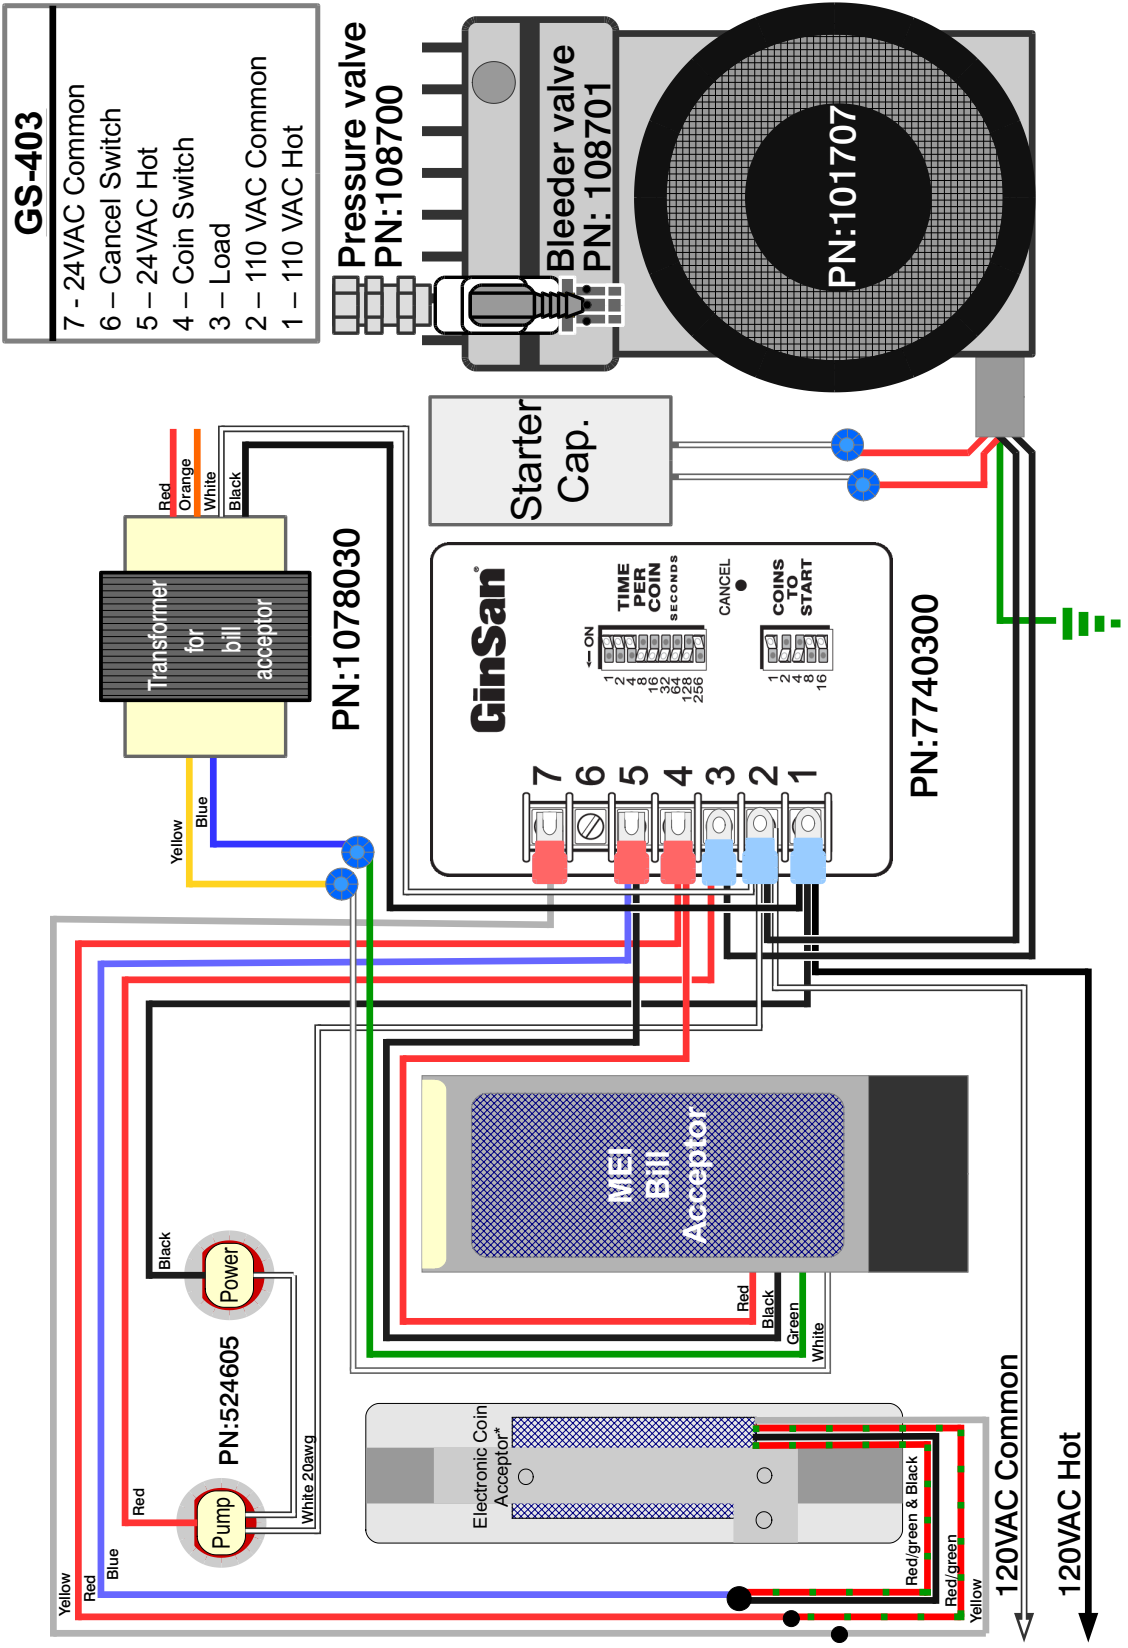 GS-403
7 - 24VAC Common
6 – Cancel Switch
5 – 24VAC Hot
4 – Coin Switch
3 – Load
2 – 110 VAC Common
1 – 110 VAC Hot
Pressure valve
PN:108700
Bleeder valve
PN: 108701
PN:101707
Red
Orange
White
Black
Transformer
for
bill
acceptor
PN:1078030
Yellow
Blue
Starter
Cap.
GinSan®
ON
1
2
4
8
16
32
64
128
256
TIME
PER
COIN
SECONDS
CANCEL
COINS
TO
START
1
2
4
8
16
7
6
5
4
3
2
1
PN:7740300
MEI
Bill
Acceptor
Red
Black
Green
White
Black
Power
PN:524605
Red
Pump
White 20awg
Yellow
Red
Blue
Electronic Coin
Acceptor*
Red/green & Black
Red/green
Yellow
120VAC Common
120VAC Hot